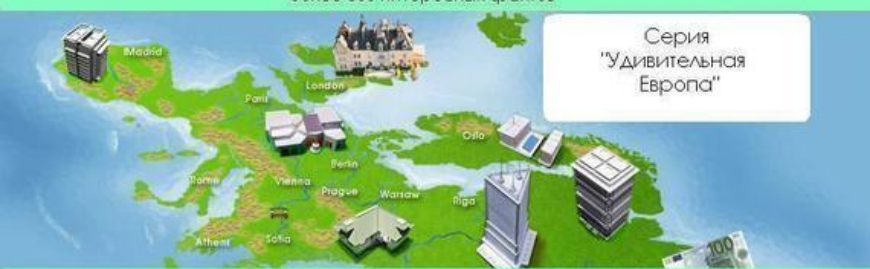 Серия
"Удивительная
Европа"
Madrid
London
Paris
Oslo
Berlin
Rome
Vienna
Prague
Warsaw
Riga
Athens
Sofia
100